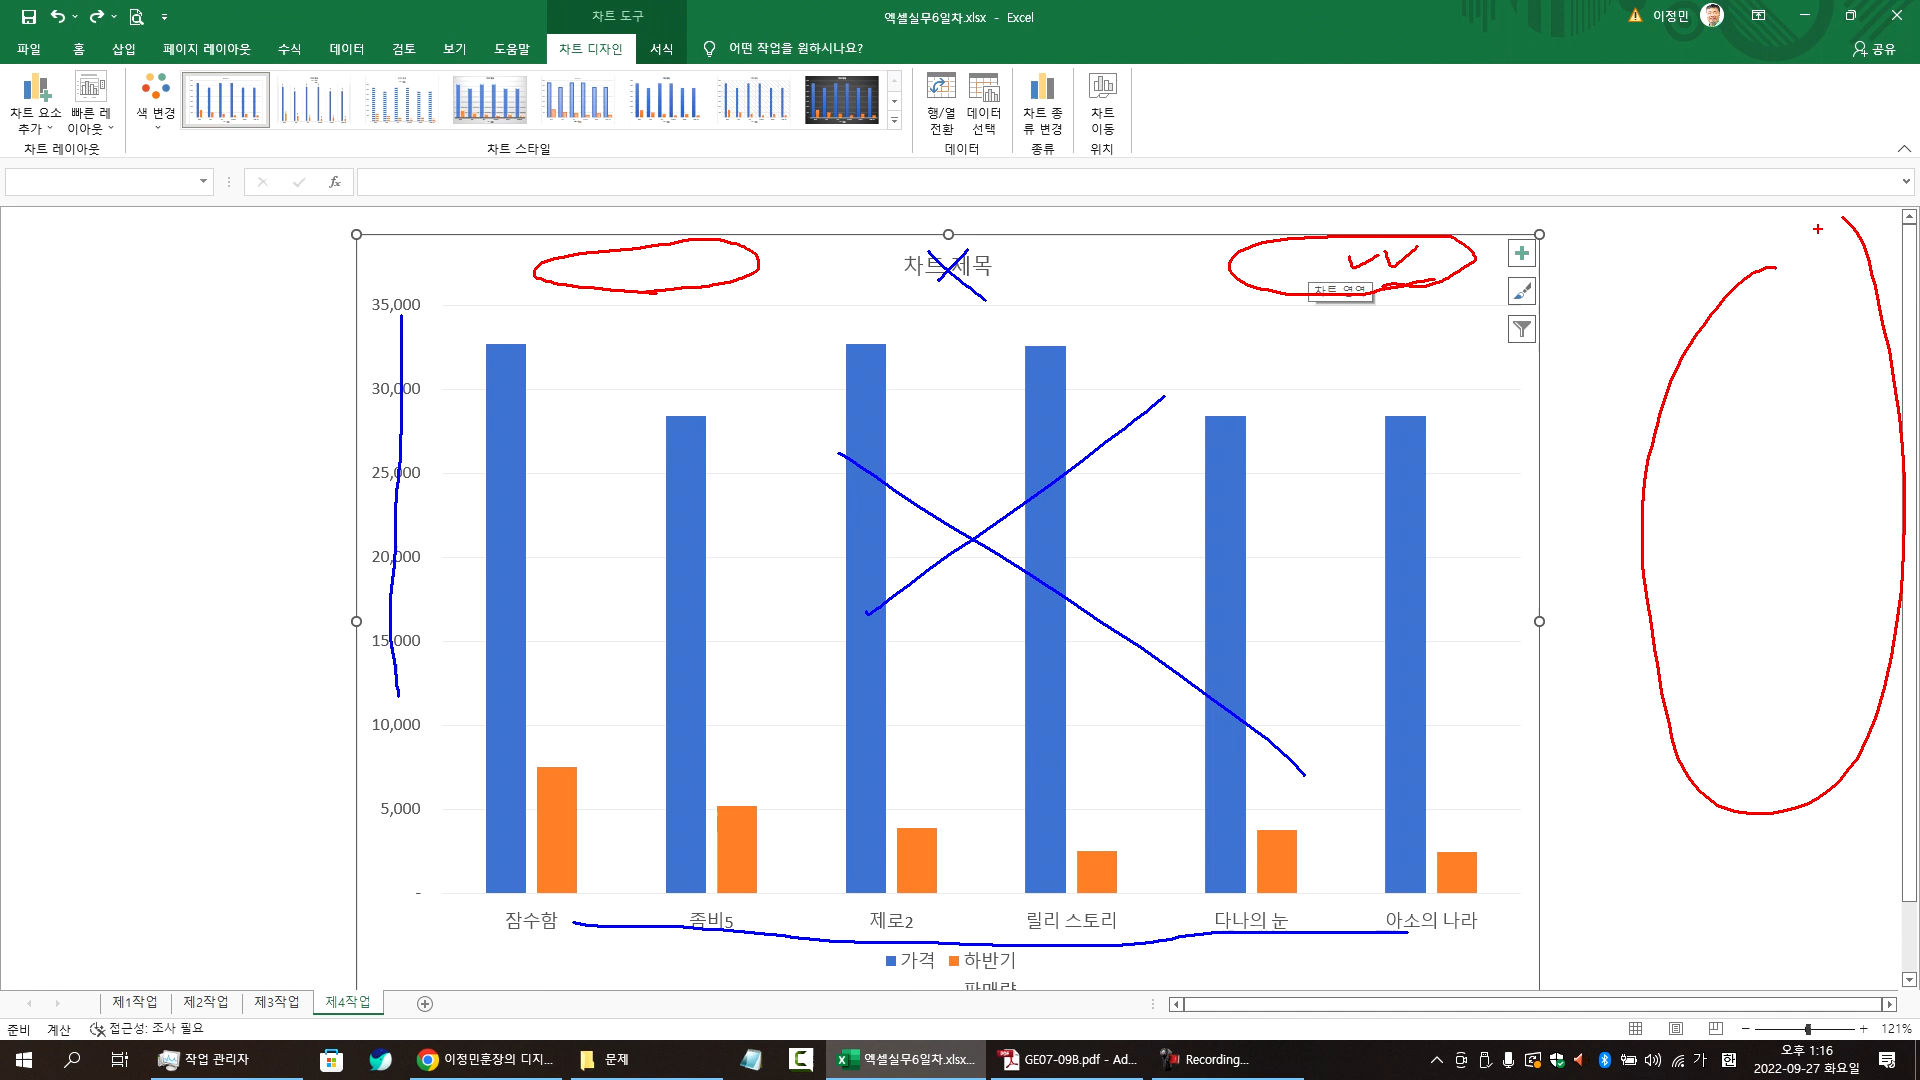 차트 도구
엑셀실무6일차.xlsx - Excel
이정민
파일 홈 삽입 페이지 레이아웃 수식 데이터 검토 보기 도움말 차트 디자인 서식 어떤 작업을 원하시나요? 공유
차트 요소 추가
빠른 레이아웃
색 변경
행/열 전환
데이터 선택
차트 종류 변경
차트 이동
차트 레이아웃 차트 스타일 데이터 종류 위치
fx
차트 제목
차트 영역
35,000
30,000
25,000
20,000
15,000
10,000
5,000
-
잠수함 좀비5 제로2 릴리 스토리 다나의 눈 아소의 나라
가격 하반기
판매량
제1작업 제2작업 제3작업 제4작업
준비 계산 접근성: 조사 필요
121%
작업 관리자
이정민훈장의 디지...
문제
엑셀실무6일차.xlsx...
GE07-09B.pdf - Ad...
Recording...
가 한
오후 1:16
2022-09-27 화요일